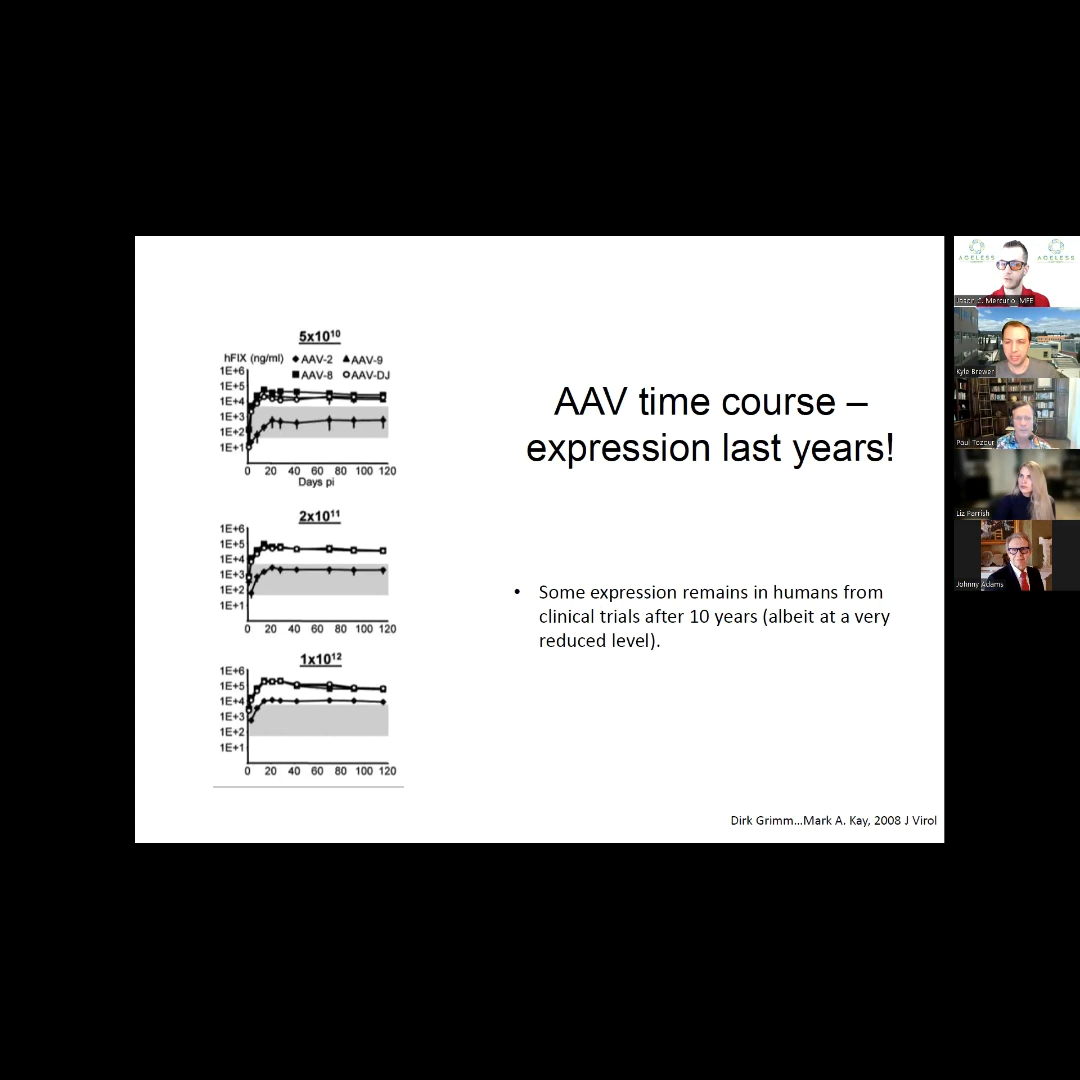 5x10¹⁰
hFIX (ng/ml) ◆AAV-2 ▲AAV-9
■AAV-8 ○AAV-DJ
1E+6
1E+5
1E+4
1E+3
1E+2
1E+1
0 20 40 60 80 100 120
Days pi
2x10¹¹
1E+6
1E+5
1E+4
1E+3
1E+2
1E+1
0 20 40 60 80 100 120
1x10¹²
1E+6
1E+5
1E+4
1E+3
1E+2
1E+1
0 20 40 60 80 100 120
AAV time course –
expression last years!
• Some expression remains in humans from
clinical trials after 10 years (albeit at a very
reduced level).
Dirk Grimm...Mark A. Kay, 2008 J Virol
AGELESS
AGELESS
Jason C. Mercurio, MFE
Kyle Brewer
Paul Tozour
Liz Parrish
Johnny Adams